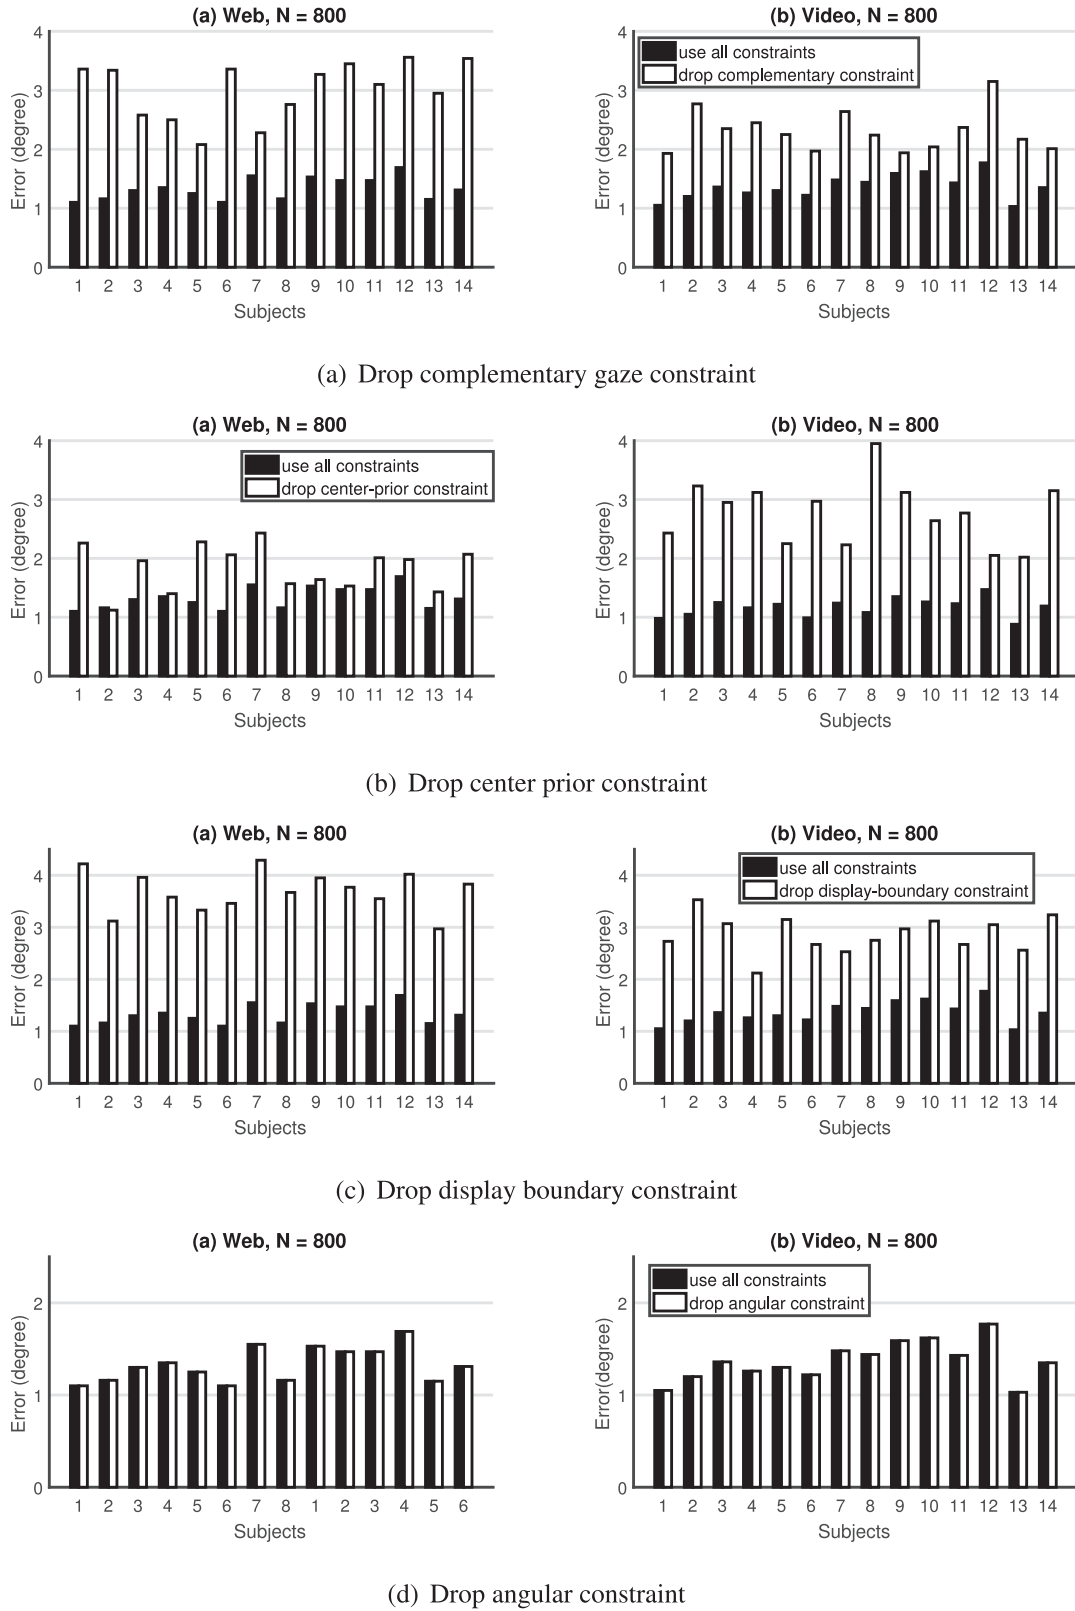 (a) Web, N = 800
4
3
2
1
0
Error (degree)
1 2 3 4 5 6 7 8 9 10 11 12 13 14
Subjects
(b) Video, N = 800
use all constraints
drop complementary constraint
4
3
2
1
0
Error (degree)
1 2 3 4 5 6 7 8 9 10 11 12 13 14
Subjects
(a) Drop complementary gaze constraint
(a) Web, N = 800
use all constraints
drop center-prior constraint
4
3
2
1
0
Error (degree)
1 2 3 4 5 6 7 8 9 10 11 12 13 14
Subjects
(b) Video, N = 800
4
3
2
1
0
Error (degree)
1 2 3 4 5 6 7 8 9 10 11 12 13 14
Subjects
(b) Drop center prior constraint
(a) Web, N = 800
4
3
2
1
0
Error (degree)
1 2 3 4 5 6 7 8 9 10 11 12 13 14
Subjects
(b) Video, N = 800
use all constraints
drop display-boundary constraint
4
3
2
1
0
Error (degree)
1 2 3 4 5 6 7 8 9 10 11 12 13 14
Subjects
(c) Drop display boundary constraint
(a) Web, N = 800
2
1
0
Error (degree)
1 2 3 4 5 6 7 8 1 2 3 4 5 6
Subjects
(b) Video, N = 800
use all constraints
drop angular constraint
2
1
0
Error(degree)
1 2 3 4 5 6 7 8 9 10 11 12 13 14
Subjects
(d) Drop angular constraint